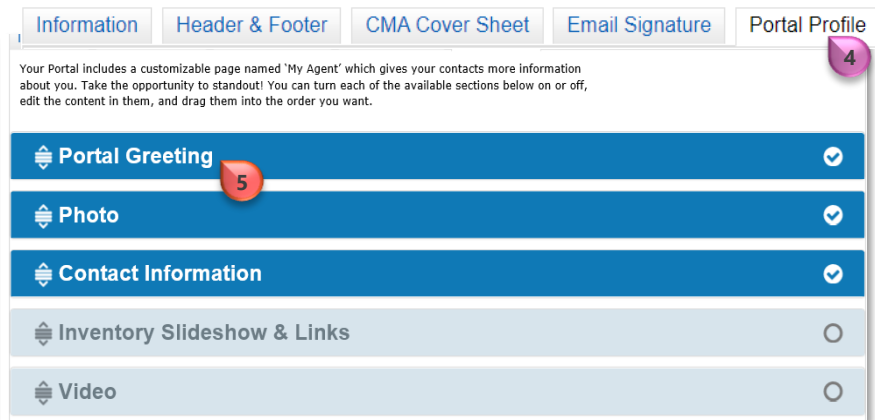 Information Header & Footer CMA Cover Sheet Email Signature Portal Profile
4
Your Portal includes a customizable page named 'My Agent' which gives your contacts more information
about you. Take the opportunity to standout! You can turn each of the available sections below on or off,
edit the content in them, and drag them into the order you want.
Portal Greeting
5
Photo
Contact Information
Inventory Slideshow & Links
Video